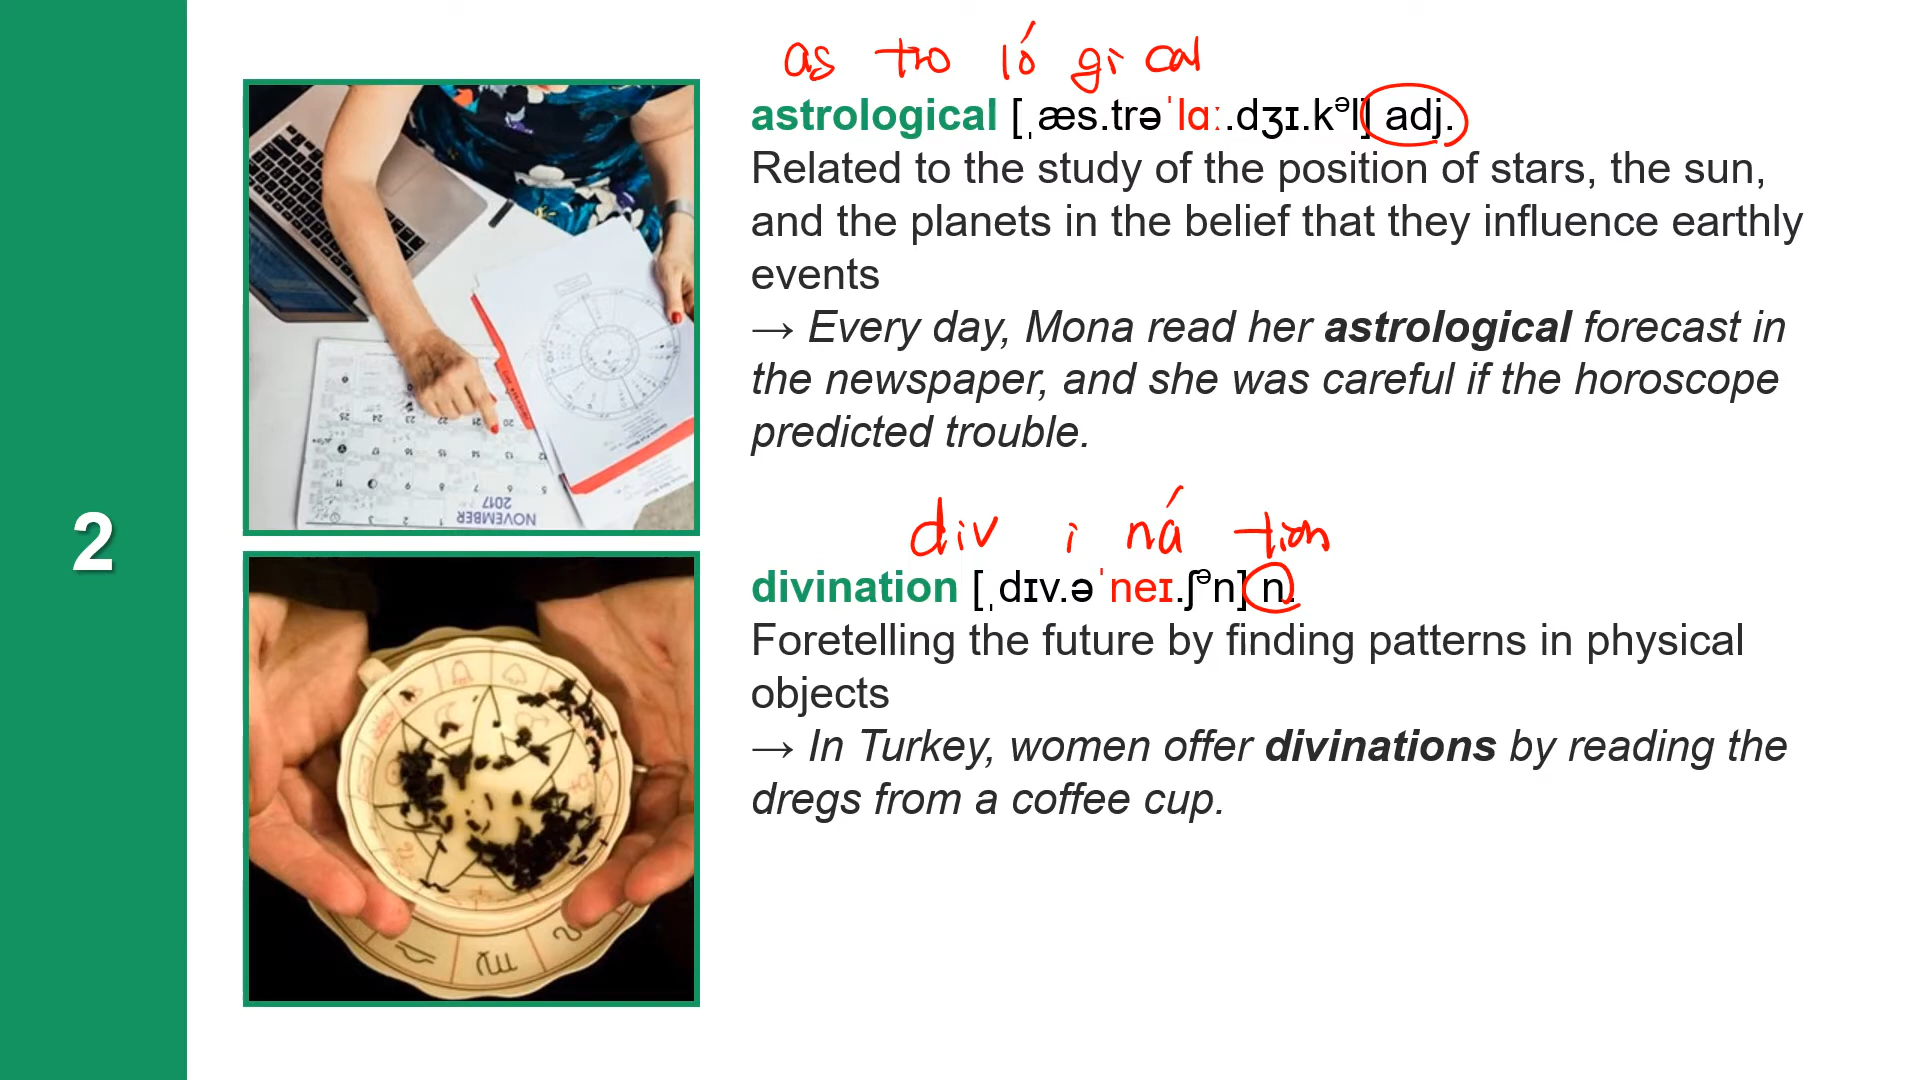 as tro ló gi cal
astrological [ˌæs.trəˈlɑː.dʒɪ.kᵊl] adj.
Related to the study of the position of stars, the sun,
and the planets in the belief that they influence earthly
events
→ Every day, Mona read her astrological forecast in
the newspaper, and she was careful if the horoscope
predicted trouble.
2
div i ná tion
divination [ˌdɪv.əˈneɪ.ʃᵊn] n.
Foretelling the future by finding patterns in physical
objects
→ In Turkey, women offer divinations by reading the
dregs from a coffee cup.
NOVEMBER
2017